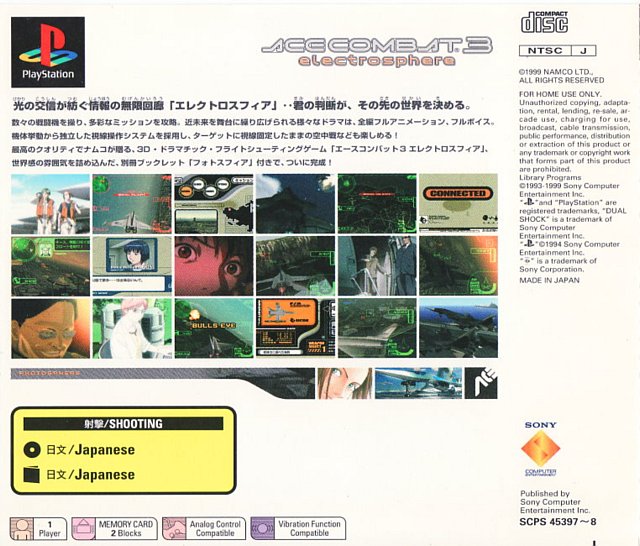 PlayStation
ACE COMBAT 3
electrosphere
光の交信が紡ぐ情報の無限回廊「エレクトロスフィア」‥君の判断が、その先の世界を決める。
数々の戦闘機を操り、多彩なミッションを攻略。近未来を舞台に繰り広げられる様々なドラマは、全編フルアニメーション、フルボイス。
機体挙動から独立した視線操作システムを採用し、ターゲットに視線固定したままの空中戦なども楽しめる!
最高のクオリティでナムコが贈る、3D・ドラマチック・フライトシューティングゲーム「エースコンバット3 エレクトロスフィア」。
世界感の雰囲気を詰め込んだ、別冊ブックレット「フォトスフィア」付きで、ついに完成!
CONNECTED
BULLS EYE
PHOTOSPHERE
射撃/SHOOTING
日文/Japanese
日文/Japanese
1
Player
MEMORY CARD
2 Blocks
Analog Control
Compatible
Vibration Function
Compatible
COMPACT
disc
NTSC J
©1999 NAMCO LTD.,
ALL RIGHTS RESERVED
FOR HOME USE ONLY.
Unauthorized copying, adapta-
tion, rental, lending, re-sale, ar-
cade use, charging for use,
broadcast, cable transmission,
public performance, distribution
or extraction of this product or
any trademark or copyright work
that forms part of this product
are prohibited.
Library Programs
©1993-1999 Sony Computer
Entertainment Inc.
" " and "PlayStation" are
registered trademarks, "DUAL
SHOCK" is a trademark of
Sony Computer
Entertainment Inc.
" "©1994 Sony Computer
Entertainment Inc.
" " is a trademark of
Sony Corporation.
MADE IN JAPAN
SONY
COMPUTER
ENTERTAINMENT
Published by
Sony Computer
Entertainment Inc.
SCPS 45397～8